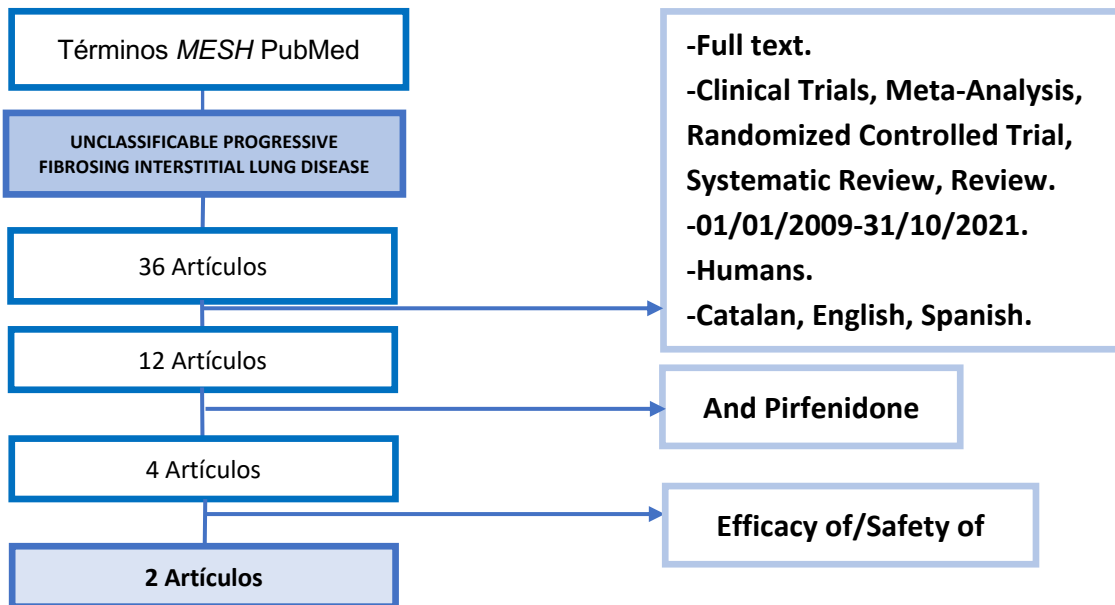 Términos MESH PubMed
UNCLASSIFICABLE PROGRESSIVE
FIBROSING INTERSTITIAL LUNG DISEASE
36 Artículos
-Full text.
-Clinical Trials, Meta-Analysis,
Randomized Controlled Trial,
Systematic Review, Review.
-01/01/2009-31/10/2021.
-Humans.
-Catalan, English, Spanish.
12 Artículos
And Pirfenidone
4 Artículos
Efficacy of/Safety of
2 Artículos